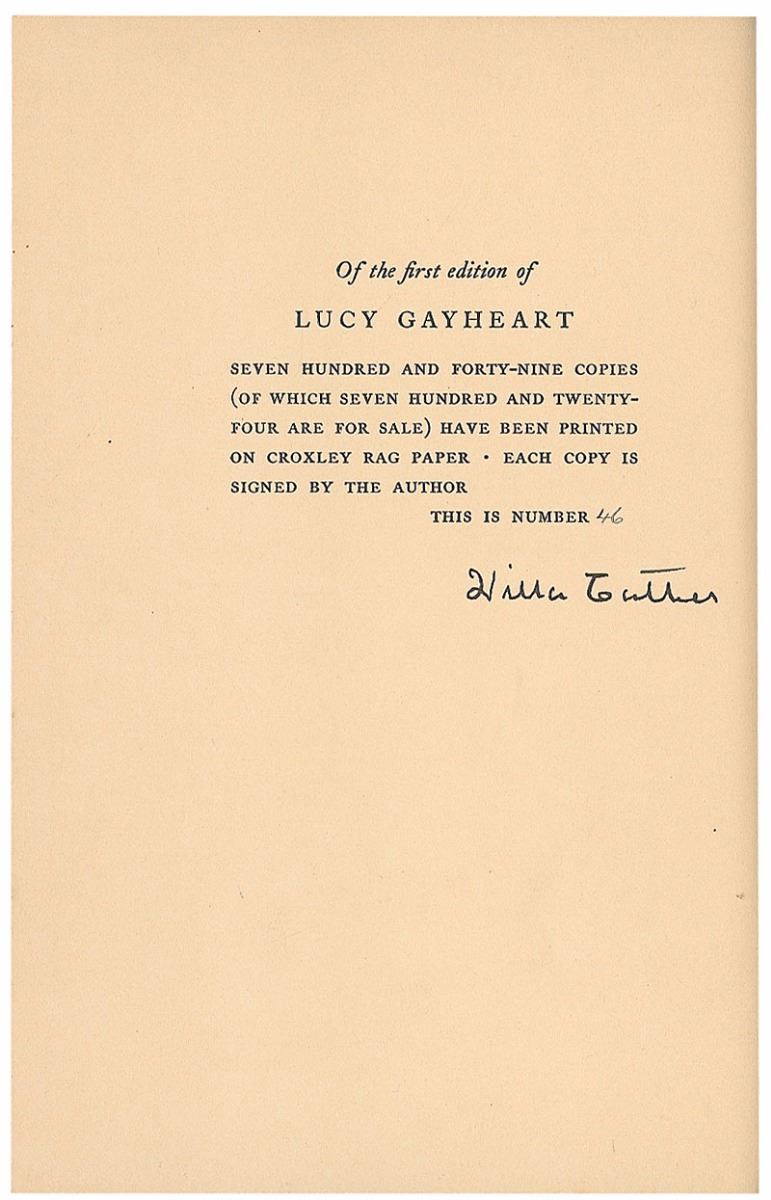 Of the first edition of
LUCY GAYHEART
SEVEN HUNDRED AND FORTY-NINE COPIES
(OF WHICH SEVEN HUNDRED AND TWENTY-
FOUR ARE FOR SALE) HAVE BEEN PRINTED
ON CROXLEY RAG PAPER · EACH COPY IS
SIGNED BY THE AUTHOR
THIS IS NUMBER 46
Willa Cather